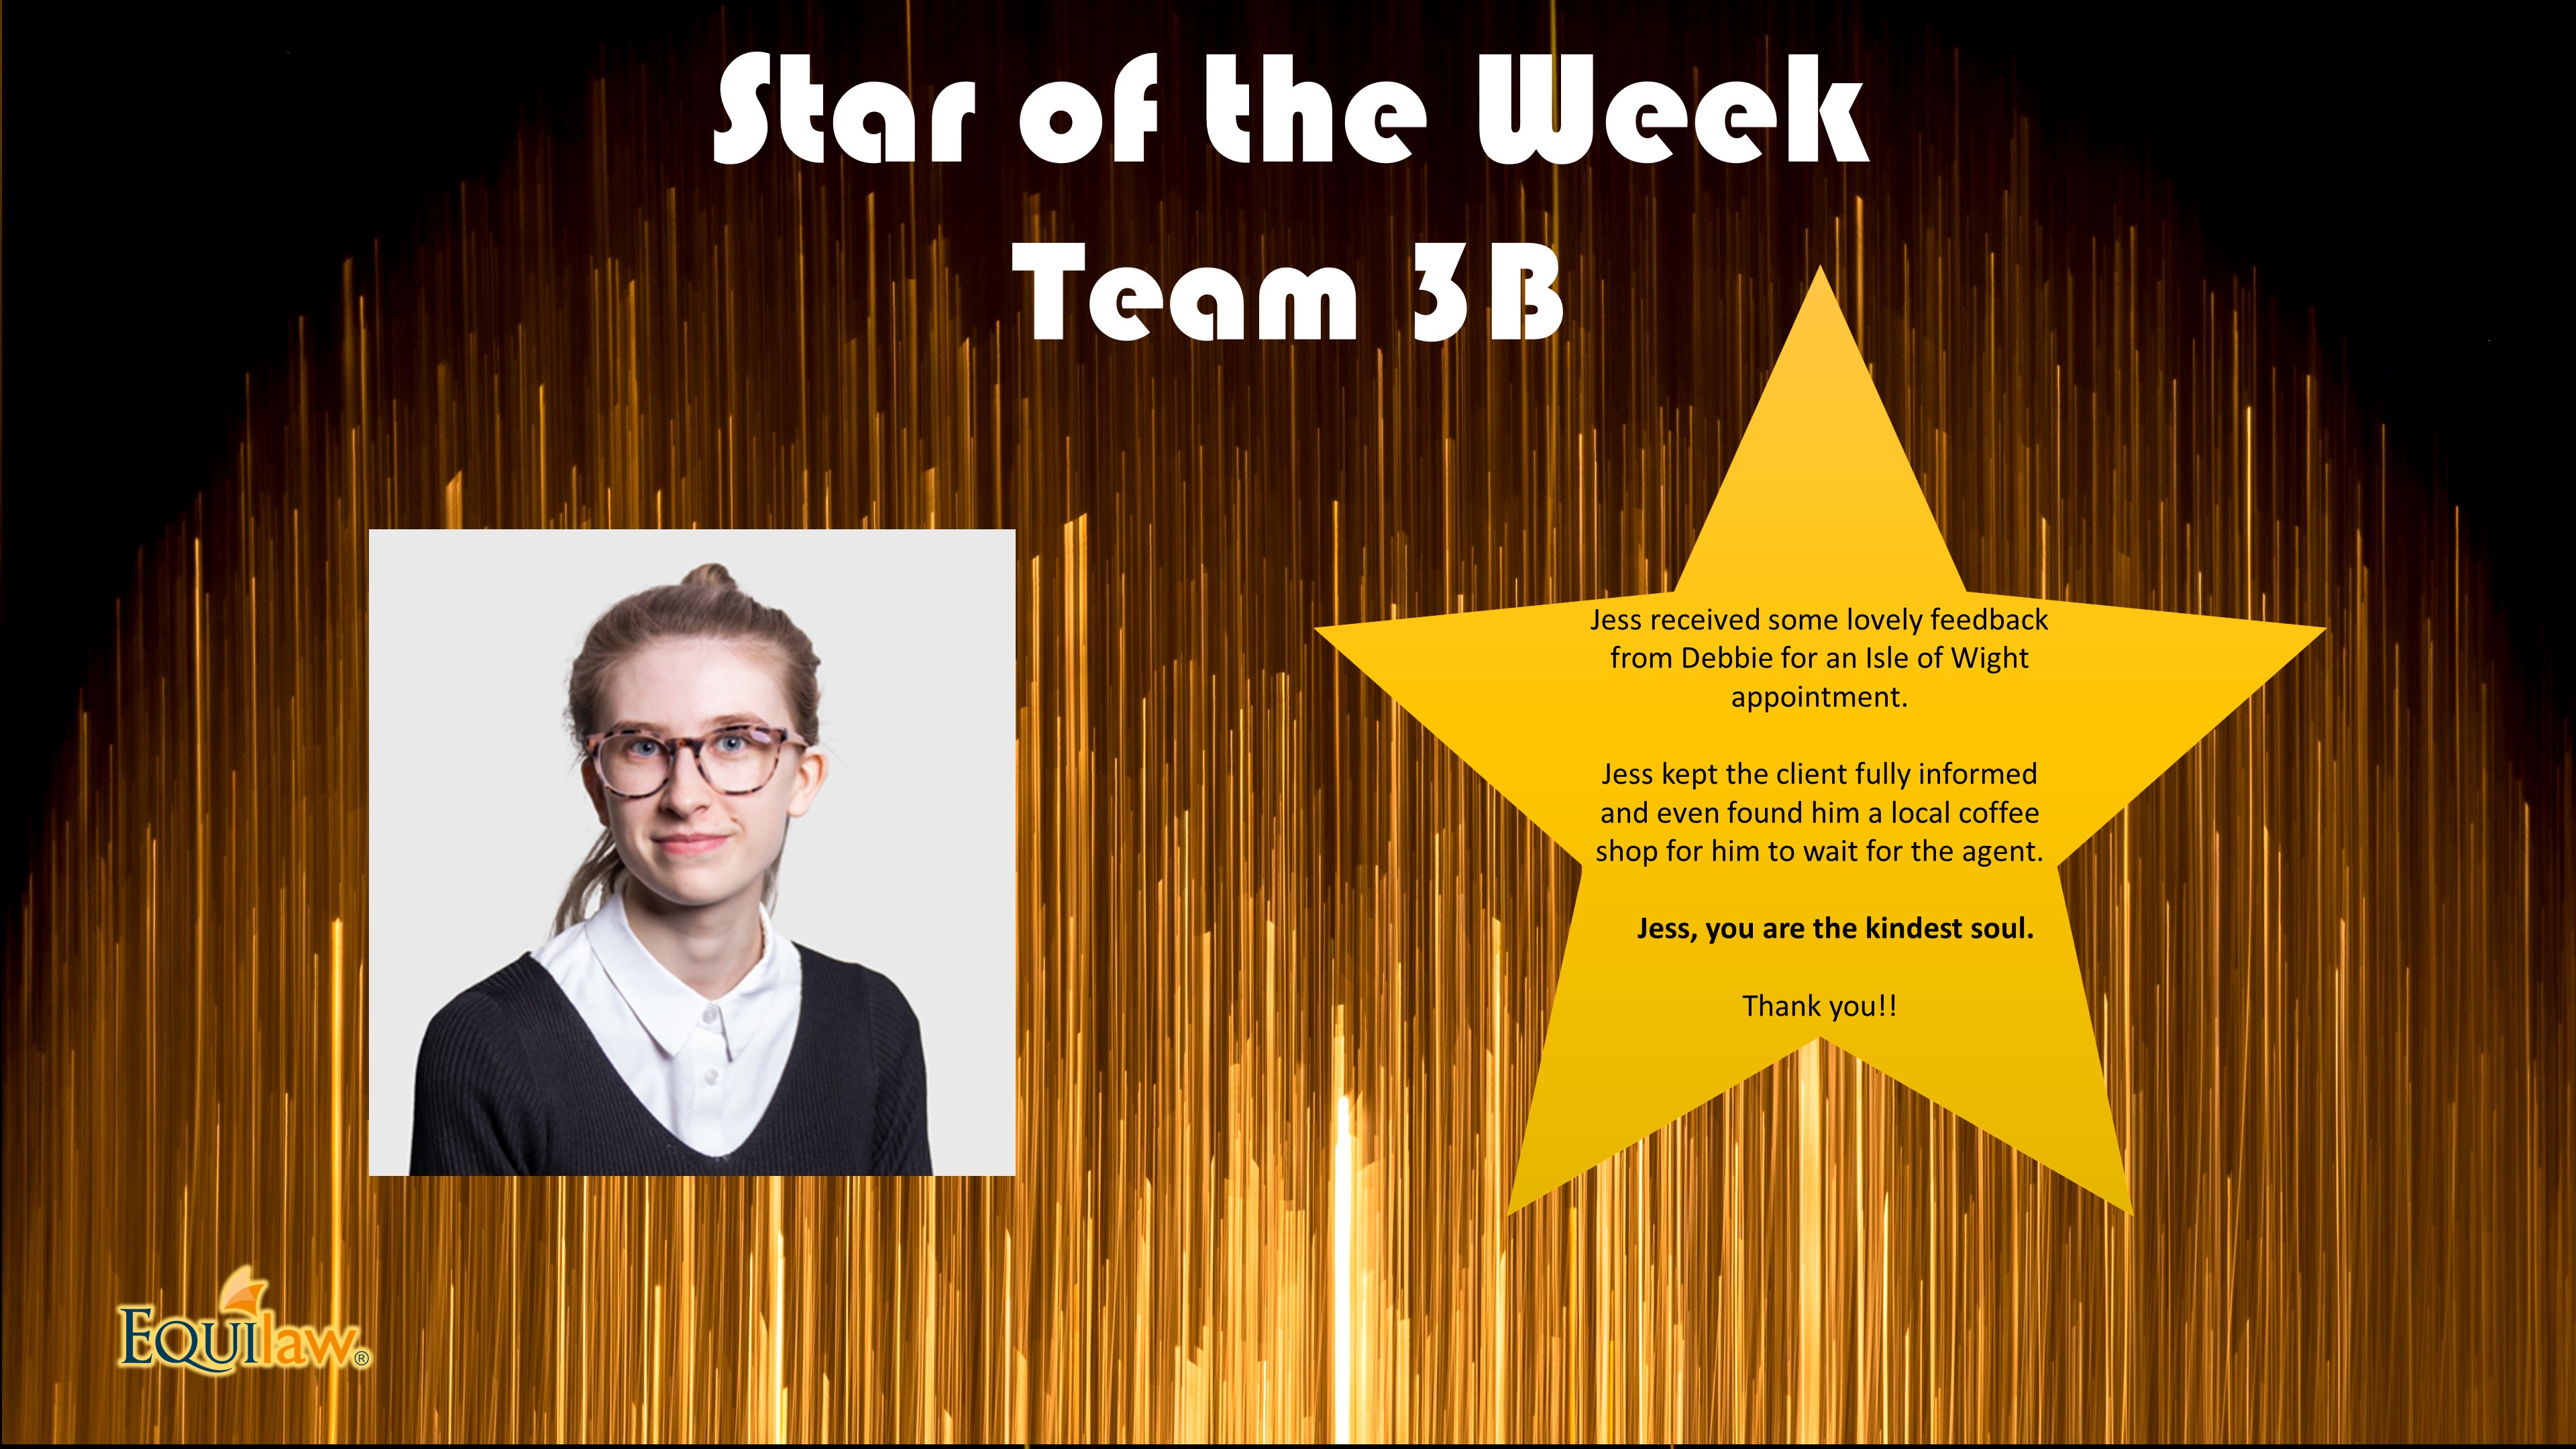 Star of the Week
Team 3B
Jess received some lovely feedback
from Debbie for an Isle of Wight
appointment.
Jess kept the client fully informed
and even found him a local coffee
shop for him to wait for the agent.
Jess, you are the kindest soul.
Thank you!!
EQUIlaw®